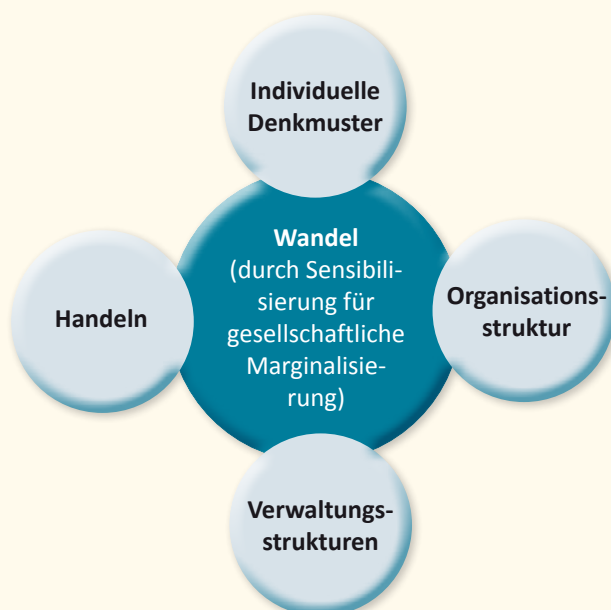 Individuelle
Denkmuster
Wandel
(durch Sensibili-
sierung für
gesellschaftliche
Marginalisie-
rung)
Handeln
Organisations-
struktur
Verwaltungs-
strukturen